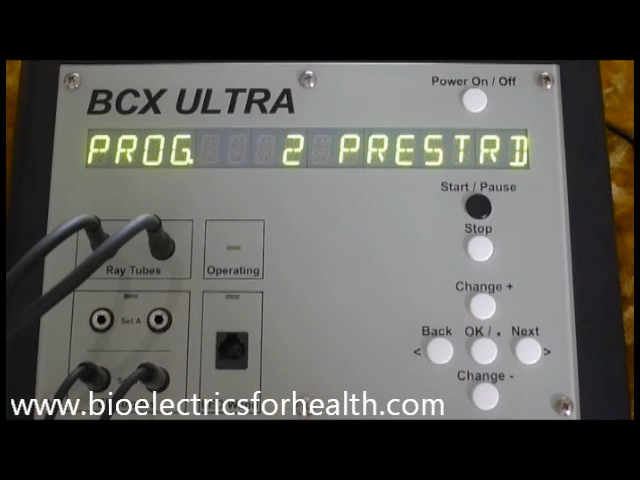 BCX ULTRA
Power On / Off
PROG. 2 PRESTRD
Start / Pause
Stop
Ray Tubes
Operating
Change +
Set A
Back OK / . Next
< >
Change -
www.bioelectricsforhealth.com